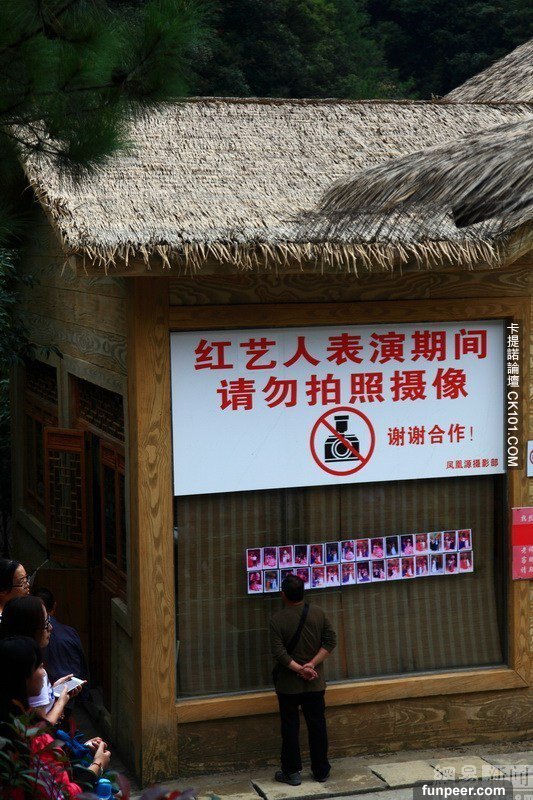 红艺人表演期间
请勿拍照摄像
谢谢合作!
凤凰源摄影部
卡提諾論壇 CK101.COM
funpeer.com